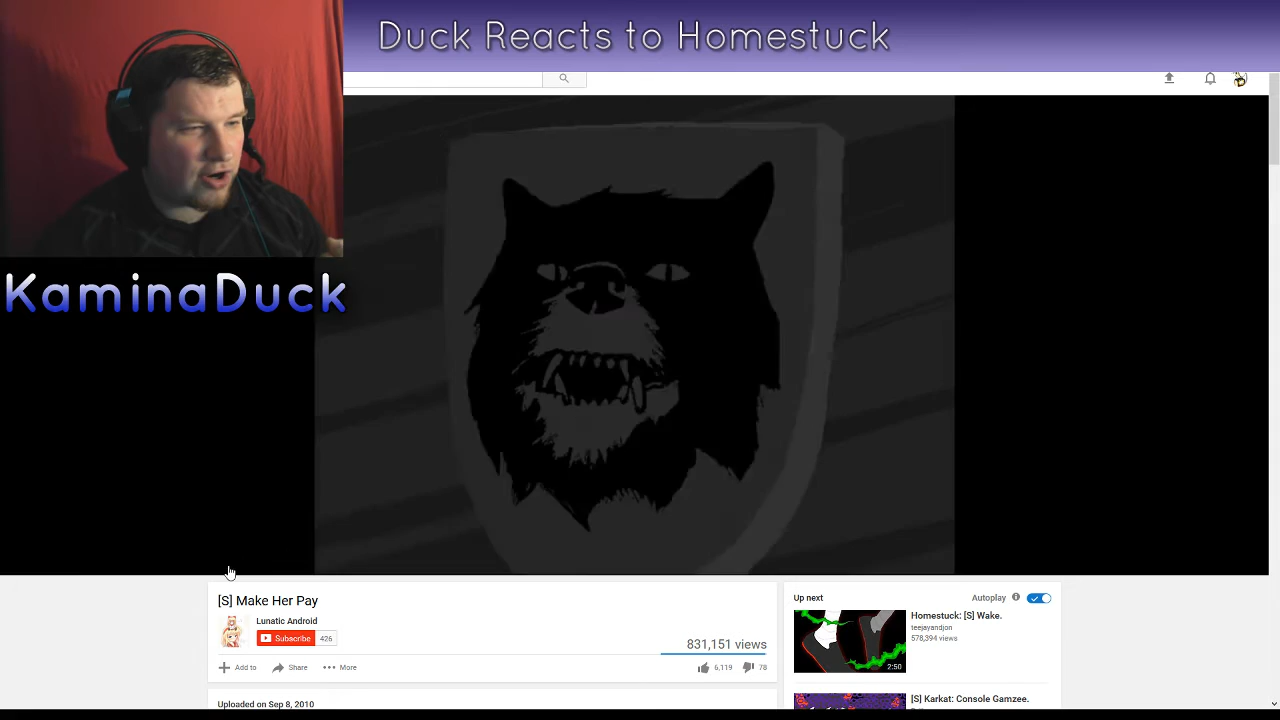 Duck Reacts to Homestuck
KaminaDuck
[S] Make Her Pay
Lunatic Android
Subscribe 426
831,151 views
Add to Share More
6,119 78
Uploaded on Sep 8, 2010
Up next
Autoplay
Homestuck: [S] Wake.
teejayandjon
578,394 views
2:50
[S] Karkat: Console Gamzee.